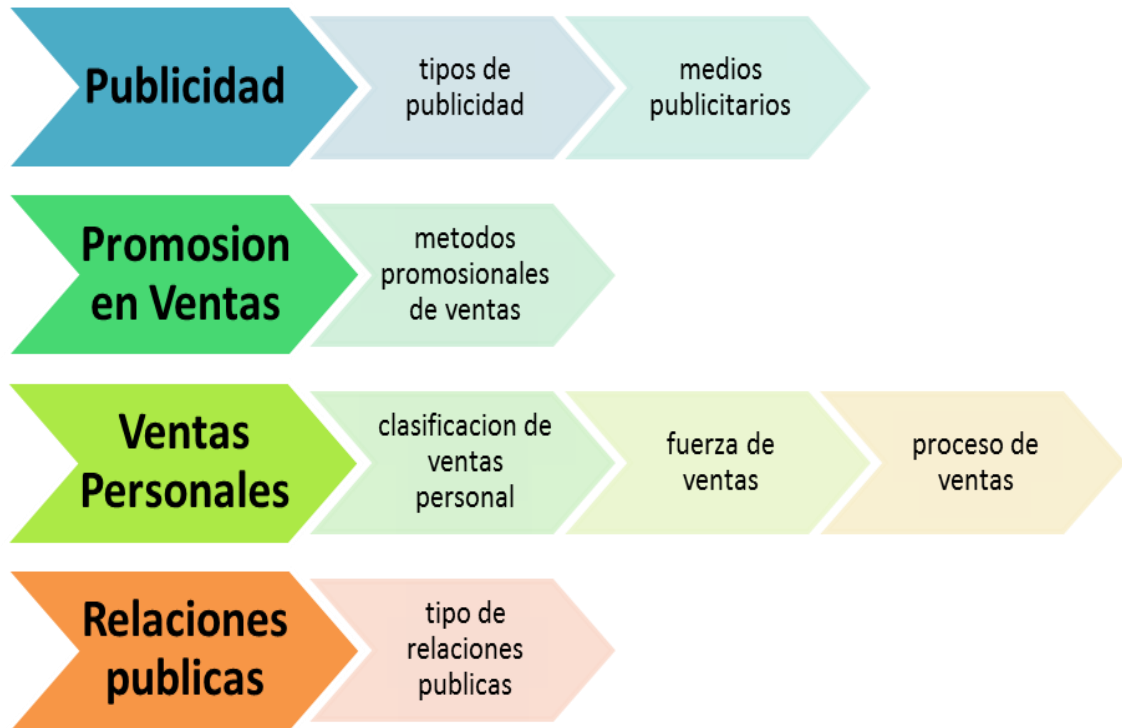 Publicidad
tipos de
publicidad
medios
publicitarios
Promosion
en Ventas
metodos
promosionales
de ventas
Ventas
Personales
clasificacion de
ventas
personal
fuerza de
ventas
proceso de
ventas
Relaciones
publicas
tipo de
relaciones
publicas